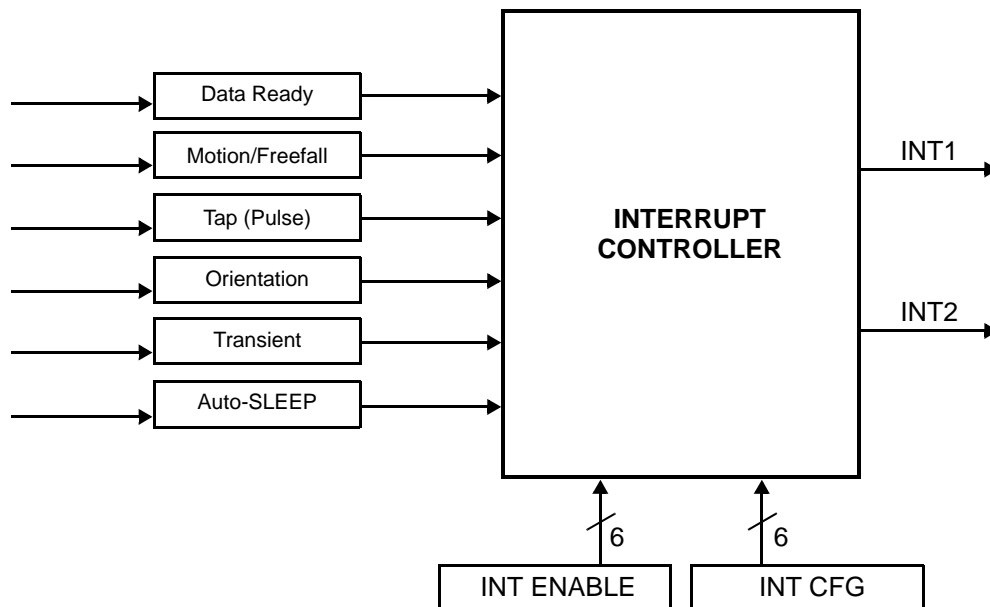 Data Ready
Motion/Freefall
Tap (Pulse)
Orientation
Transient
Auto-SLEEP
INTERRUPT
CONTROLLER
INT1
INT2
6
6
INT ENABLE
INT CFG